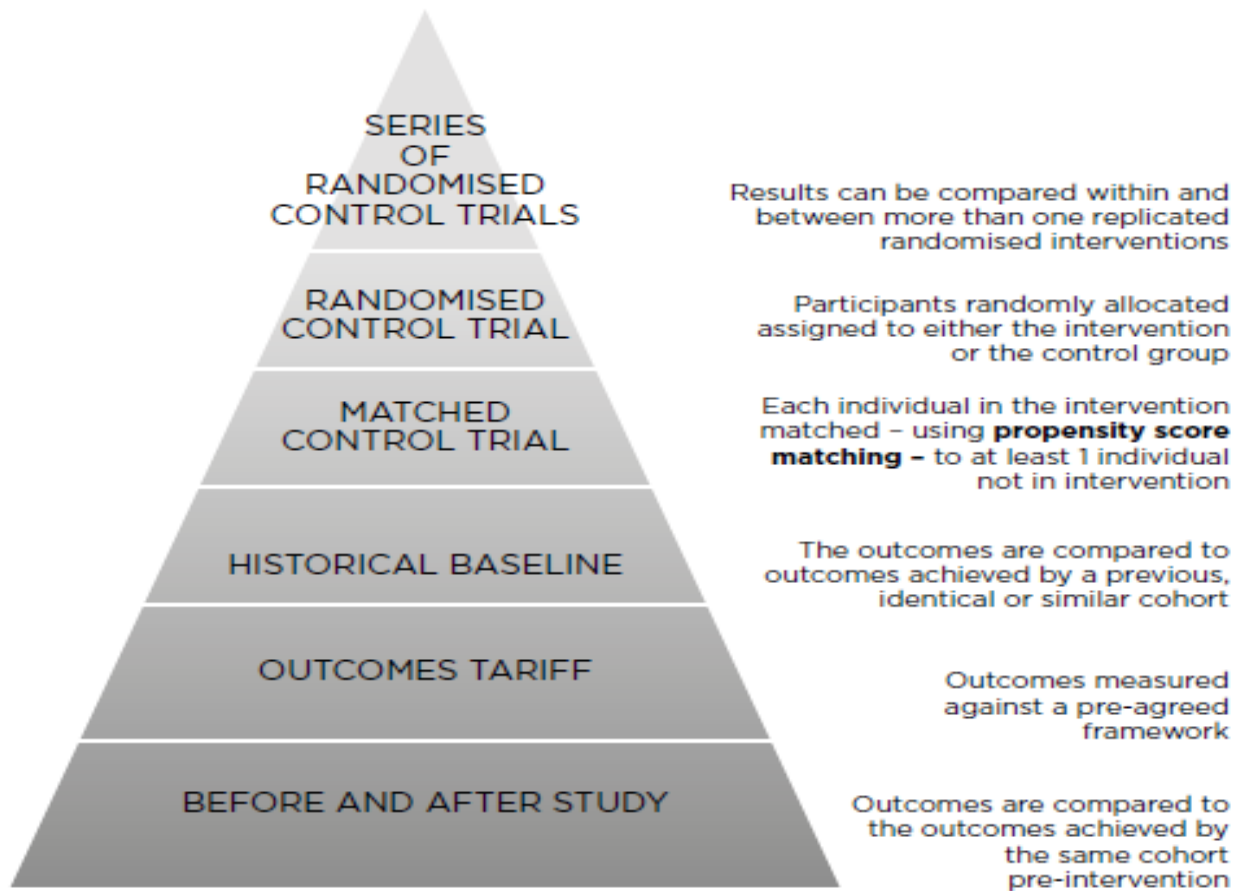 SERIES
OF
RANDOMISED
CONTROL TRIALS
Results can be compared within and
between more than one replicated
randomised interventions
RANDOMISED
CONTROL TRIAL
Participants randomly allocated
assigned to either the intervention
or the control group
MATCHED
CONTROL TRIAL
Each individual in the intervention
matched – using propensity score
matching – to at least 1 individual
not in intervention
HISTORICAL BASELINE
The outcomes are compared to
outcomes achieved by a previous,
identical or similar cohort
OUTCOMES TARIFF
Outcomes measured
against a pre-agreed
framework
BEFORE AND AFTER STUDY
Outcomes are compared to
the outcomes achieved by
the same cohort
pre-intervention